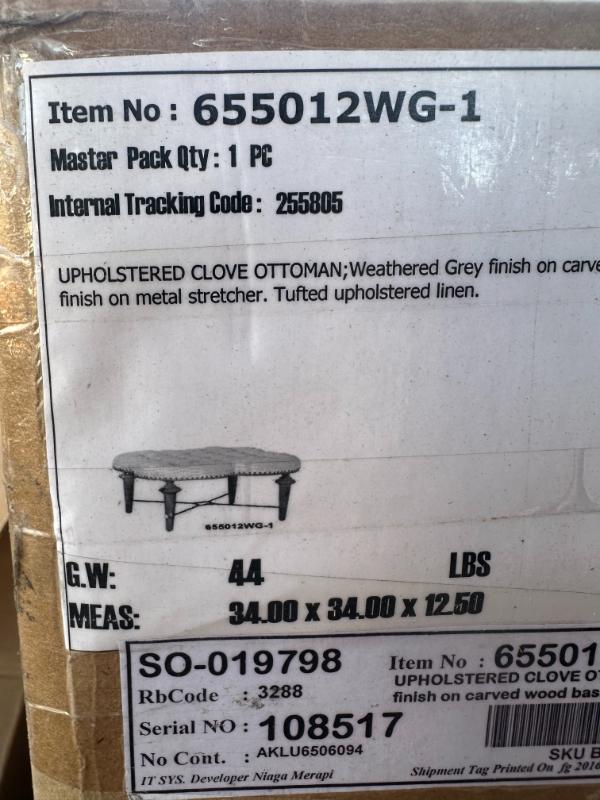 Item No : 655012WG-1
Mastar Pack Qty : 1 PC
Internal Tracking Code : 255805
UPHOLSTERED CLOVE OTTOMAN;Weathered Grey finish on carve
finish on metal stretcher. Tufted upholstered linen.
655012WG-1
G.W: 44 LBS
MEAS: 34.00 x 34.00 x 12.50
SO-019798 Item No : 65501
RbCode : 3288 UPHOLSTERED CLOVE O
finish on carved wood bas
Serial NO : 108517
No Cont. : AKLU6506094
SKU B
IT SYS. Developer Niaga Merapi Shipment Tag Printed On fg 2016